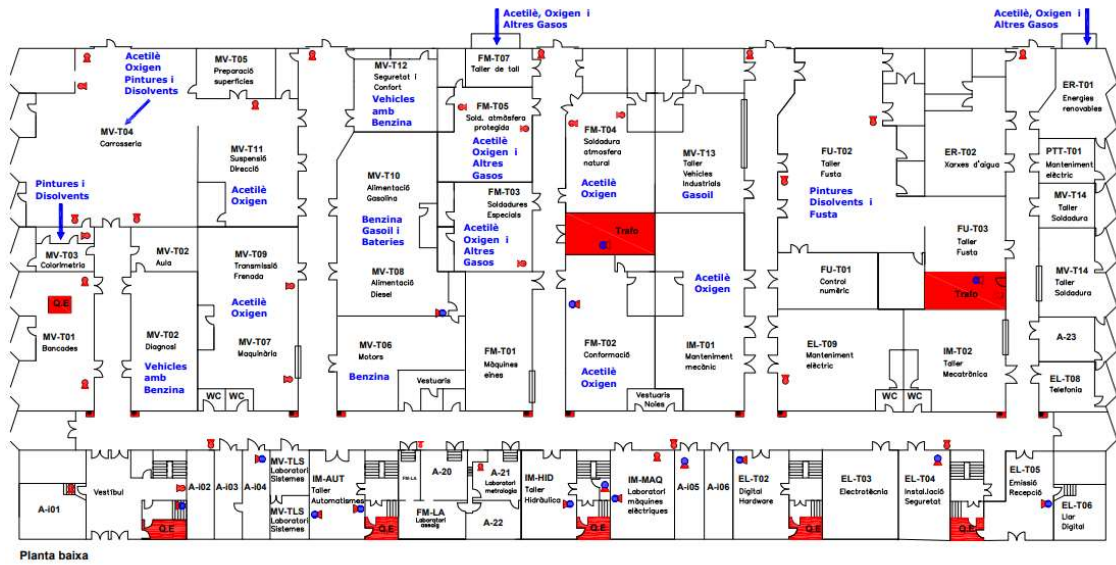 Acetilè, Oxigen i
Altres Gasos
Acetilè, Oxigen i
Altres Gasos
Acetilè
Oxigen
Pintures i
Disolvents
MV-T04
Carrosseria
MV-T05
Preparació
superfícies
MV-T11
Suspensió
Direcció
Acetilè
Oxigen
Pintures i
Disolvents
MV-T03
Colorimetria
Q.E
MV-T01
Bancades
MV-T02
Aula
MV-T02
Diagnosi
Vehicles
amb
Benzina
MV-T09
Transmissió
Frenada
Acetilè
Oxigen
MV-T07
Maquinària
WC
WC
MV-T12
Seguretat i
Confort
Vehicles
amb
Benzina
MV-T10
Alimentació
Gasolina
Benzina
Gasoil i
Bateries
MV-T08
Alimentació
Diesel
MV-T06
Motors
Benzina
Vestuaris
FM-T07
Taller de tall
FM-T05
Sold. atmósfera
protegida
Acetilè
Oxigen i
Altres
Gasos
FM-T03
Soldadures
Especials
Acetilè
Oxigen i
Altres
Gasos
FM-T01
Màquines
eines
FM-T04
Soldadura
atmosfera
natural
Acetilè
Oxigen
Trafo
FM-T02
Conformació
Acetilè
Oxigen
MV-T13
Taller
Vehicles
Industrials
Gasoil
Acetilè
Oxigen
IM-T01
Manteniment
mecànic
Vestuaris
Noies
FU-T02
Taller
Fusta
Pintures
Disolvents i
Fusta
FU-T01
Control
numèric
EL-T09
Manteniment
elèctric
WC
WC
ER-T02
Xarxes d'aigua
FU-T03
Taller
Fusta
Trafo
IM-T02
Taller
Mecatrònica
ER-T01
Energies
renovables
PTT-T01
Manteniment
elèctric
MV-T14
Taller
Soldadura
MV-T14
Taller
Soldadura
A-23
EL-T08
Telefonia
A-i01
Vestíbul
Q.E
A-i02
A-i03
A-i04
MV-TLS
Laboratori
Sistemes
MV-TLS
Laboratori
Sistemes
IM-AUT
Taller
Automatismes
Q.E
FM-LA
FM-LA
Laboratori
assaig
A-20
A-21
Laboratori
metrologia
A-22
IM-HID
Taller
Hidràulica
Q.E
IM-MAQ
Laboratori
màquines
elèctriques
A-i05
A-i06
EL-T02
Digital
Hardware
Q.E
EL-T03
Electrotècnia
EL-T04
Instal.lació
Seguretat
Q.E
EL-T05
Emissió
Recepció
EL-T06
Llar
Digital
Planta baixa